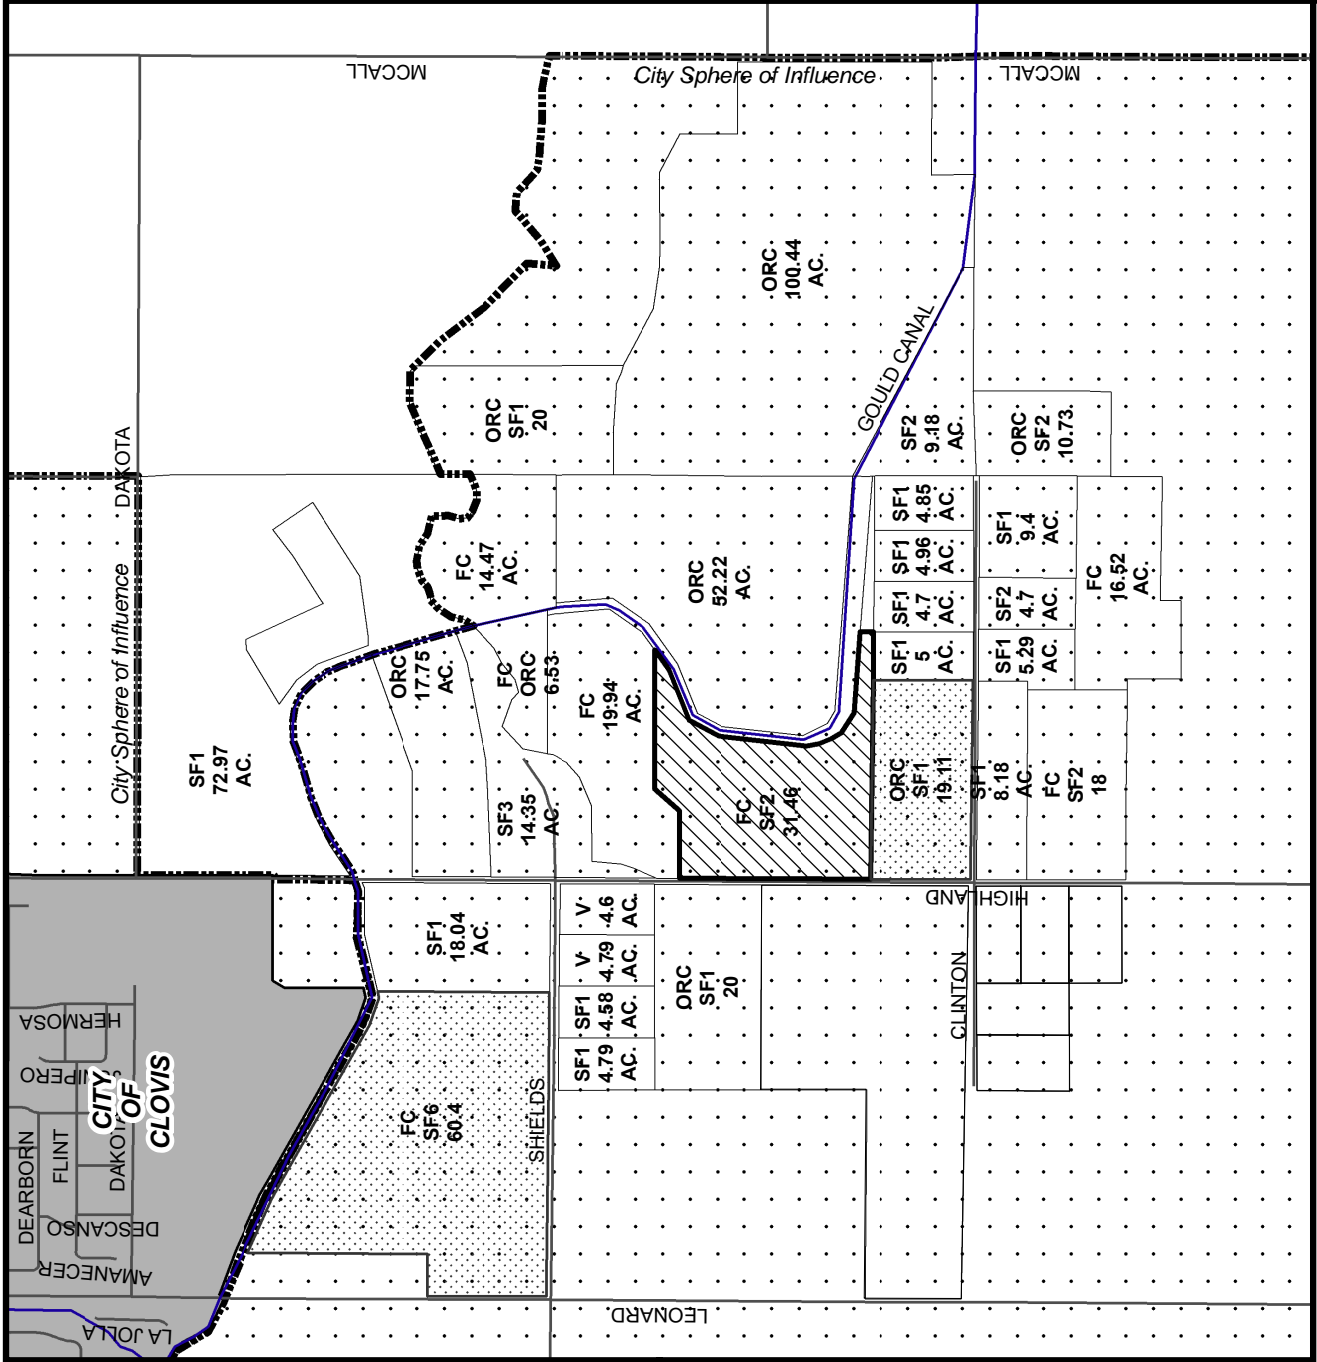 MCCALL
City Sphere of Influence
MCCALL
ORC
100.44
AC.
GOULD CANAL
ORC
SF1
20
SF2
9.18
AC.
ORC
SF2
10.73
DAKOTA
City Sphere of Influence
FC
14.47
AC.
ORC
52.22
AC.
SF1
4.85
AC.
SF1
4.96
AC.
SF1
4.7
AC.
SF1
5
AC.
SF1
9.4
AC.
SF2
4.7
AC.
SF1
5.29
AC.
FC
16.52
AC.
ORC
17.75
AC.
FC
ORC
6.53
FC
19.94
AC.
SF1
72.97
AC.
SF3
14.35
AC
FC
SF2
31.46
ORC
SF1
19.11
SF1
8.18
AC.
FC
SF2
18
HIGHLAND
SF1
18.04
AC.
V
4.6
AC.
V
4.79
AC.
SF1
4.58
AC.
SF1
4.79
AC.
ORC
SF1
20
CLINTON
HERMOSA
JUNIPERO
CITY
OF
CLOVIS
DAKOTA
FLINT
DEARBORN
DESCANSO
AMANECER
LA JOLLA
FC
SF6
60.4
SHIELDS
LEONARD